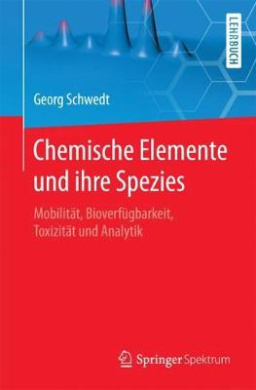 LEHRBUCH
Georg Schwedt
Chemische Elemente
und ihre Spezies
Mobilität, Bioverfügbarkeit,
Toxizität und Analytik
Springer Spektrum